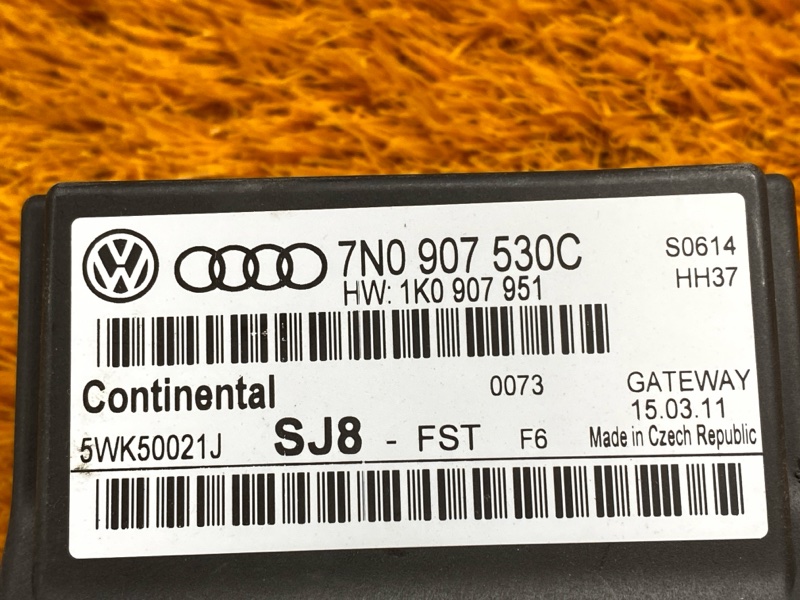 7N0 907 530C
S0614
HW: 1K0 907 951
HH37
Continental
0073
GATEWAY
15.03.11
5WK50021J
SJ8 - FST F6
Made in Czech Republic